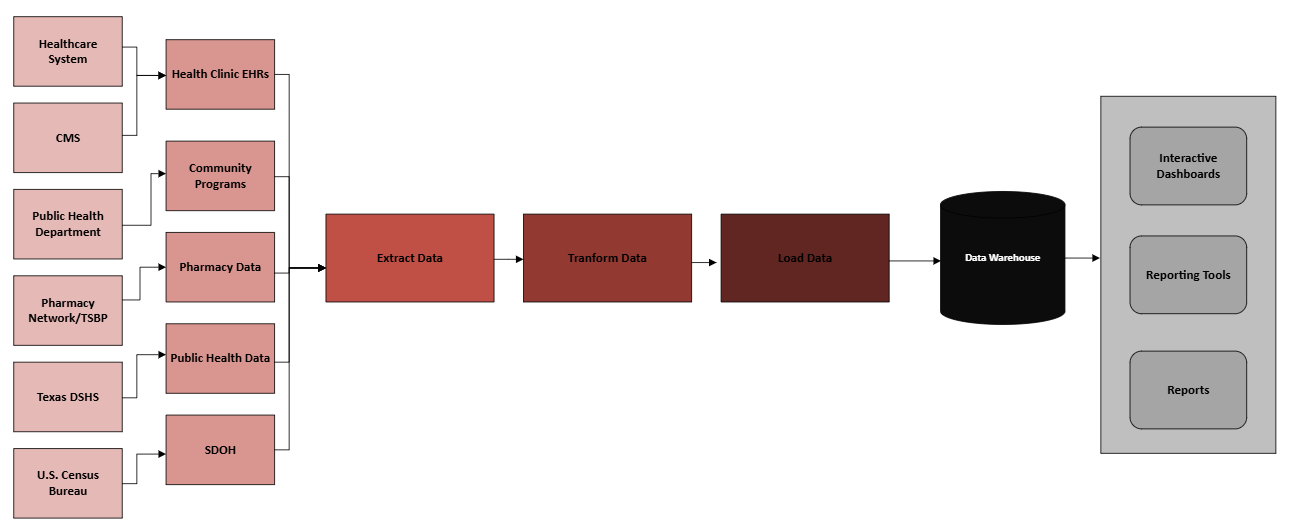 Healthcare
System
CMS
Public Health
Department
Pharmacy
Network/TSBP
Texas DSHS
U.S. Census
Bureau
Health Clinic EHRs
Community
Programs
Pharmacy Data
Public Health Data
SDOH
Extract Data
Tranform Data
Load Data
Data Warehouse
Interactive
Dashboards
Reporting Tools
Reports